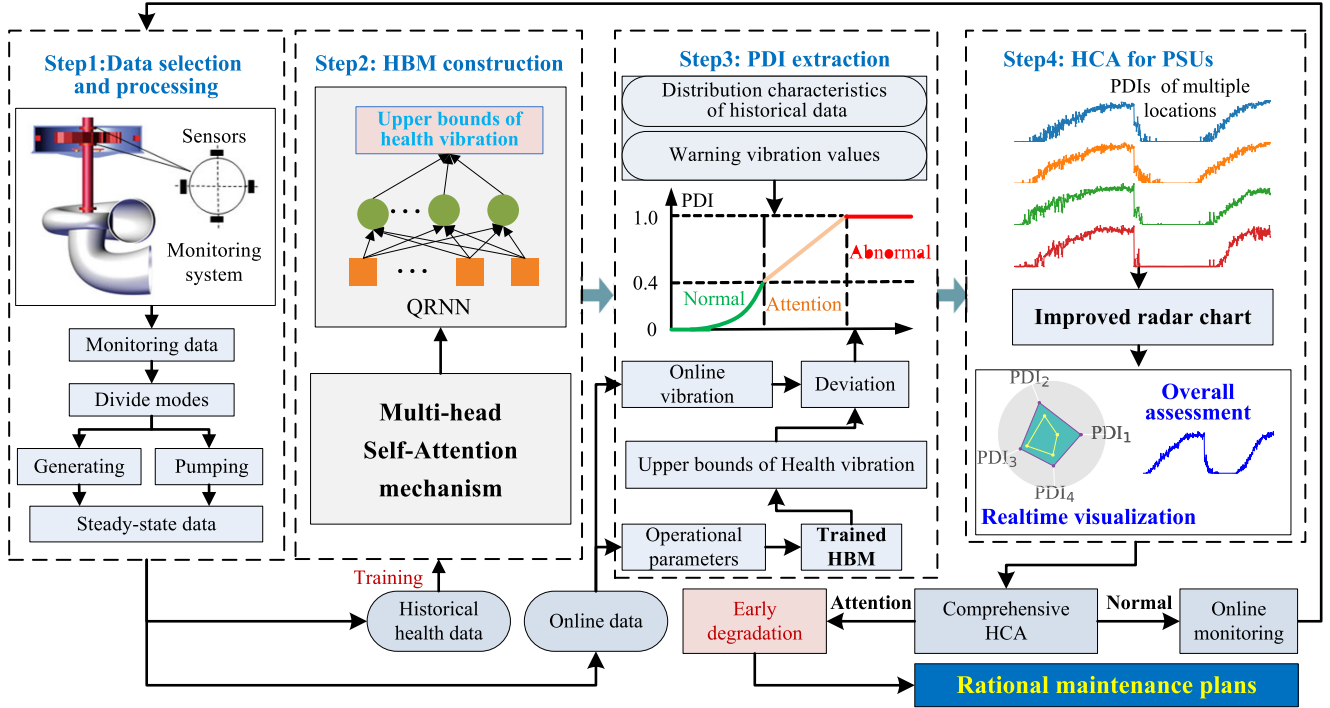 Step1:Data selection
and processing
Sensors
Monitoring
system
Monitoring data
Divide modes
Generating
Pumping
Steady-state data
Step2: HBM construction
Upper bounds of
health vibration
...
...
QRNN
Multi-head
Self-Attention
mechanism
Training
Historical
health data
Online data
Step3: PDI extraction
Distribution characteristics
of historical data
Warning vibration values
PDI
1.0
0.4
0
Normal
Attention
Abnormal
Online
vibration
Deviation
Upper bounds of Health vibration
Operational
parameters
Trained
HBM
Step4: HCA for PSUs
PDIs of multiple
locations
Improved radar chart
PDI₂
PDI₁
PDI₃
PDI₄
Overall
assessment
Realtime visualization
Early
degradation
Attention
Comprehensive
HCA
Normal
Online
monitoring
Rational maintenance plans